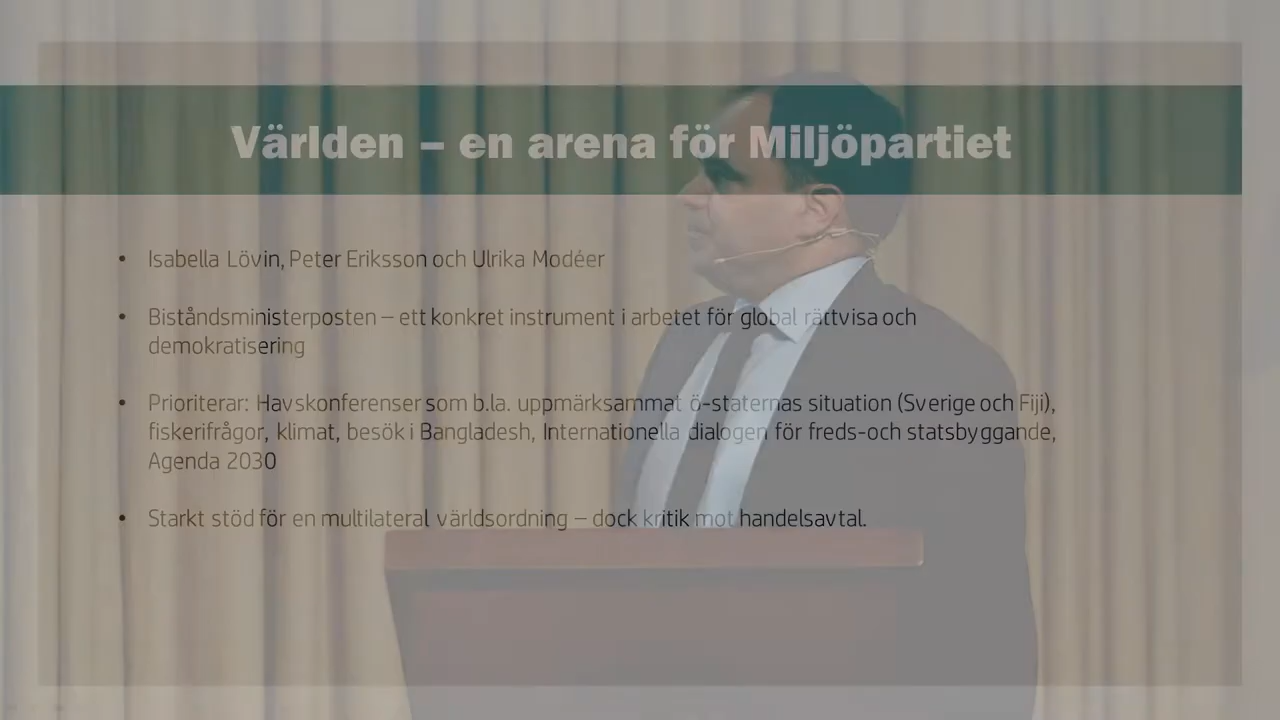 Världen – en arena för Miljöpartiet
• Isabella Lövin, Peter Eriksson och Ulrika Modéer
• Biståndsministerposten – ett konkret instrument i arbetet för global rättvisa och
demokratisering
• Prioriterar: Havskonferenser som b.la. uppmärksammat ö-staternas situation (Sverige och Fiji),
fiskerifrågor, klimat, besök i Bangladesh, Internationella dialogen för freds-och statsbyggande,
Agenda 2030
• Starkt stöd för en multilateral världsordning – dock kritik mot handelsavtal.